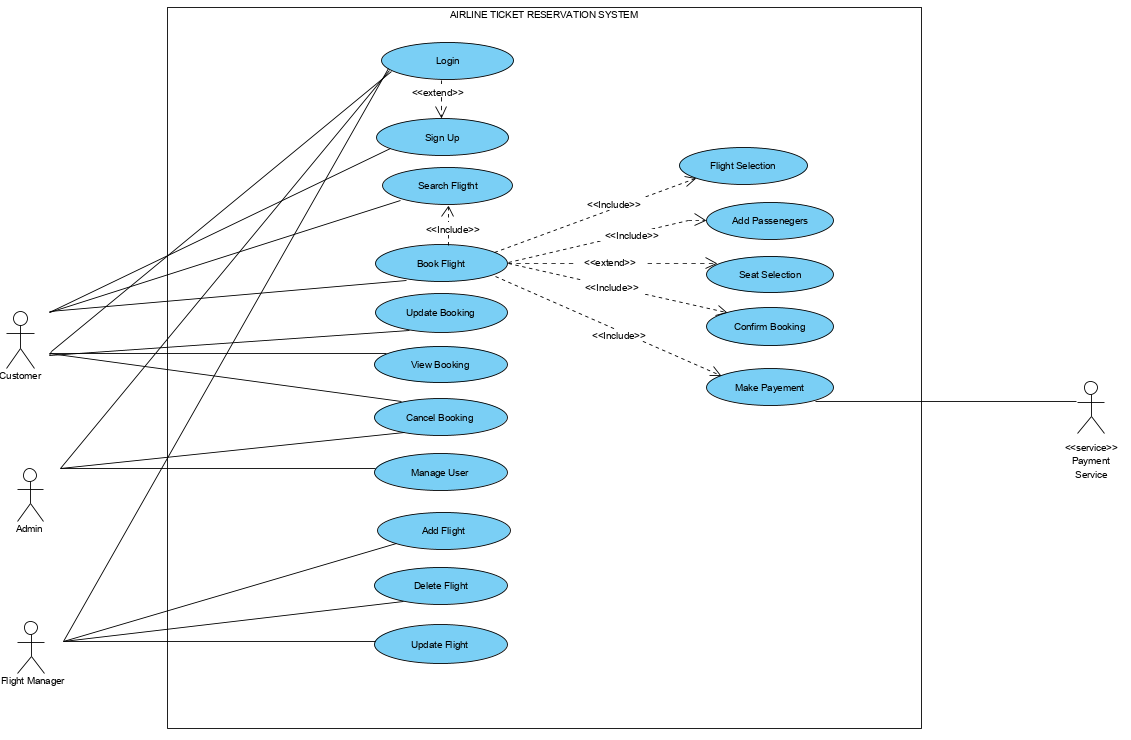 AIRLINE TICKET RESERVATION SYSTEM
Login
<<extend>>
Sign Up
Search Fligtht
<<Include>>
Book Flight
Update Booking
View Booking
Cancel Booking
Manage User
Add Flight
Delete Flight
Update Flight
Flight Selection
<<Include>>
Add Passenegers
<<Include>>
<<extend>>
Seat Selection
<<Include>>
Confirm Booking
<<Include>>
Make Payement
Customer
Admin
Flight Manager
<<service>>
Payment
Service